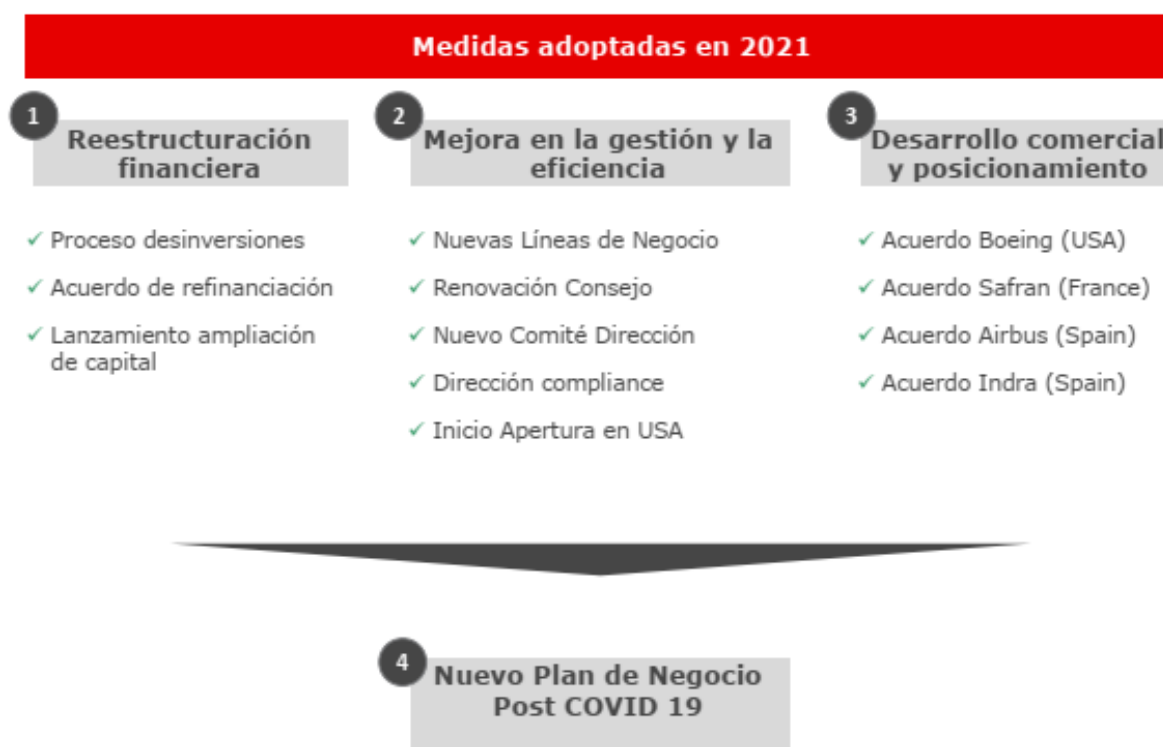 Medidas adoptadas en 2021
1
Reestructuración
financiera
✓ Proceso desinversiones
✓ Acuerdo de refinanciación
✓ Lanzamiento ampliación
de capital
2
Mejora en la gestión y la
eficiencia
✓ Nuevas Líneas de Negocio
✓ Renovación Consejo
✓ Nuevo Comité Dirección
✓ Dirección compliance
✓ Inicio Apertura en USA
3
Desarrollo comercial
y posicionamiento
✓ Acuerdo Boeing (USA)
✓ Acuerdo Safran (France)
✓ Acuerdo Airbus (Spain)
✓ Acuerdo Indra (Spain)
4
Nuevo Plan de Negocio
Post COVID 19